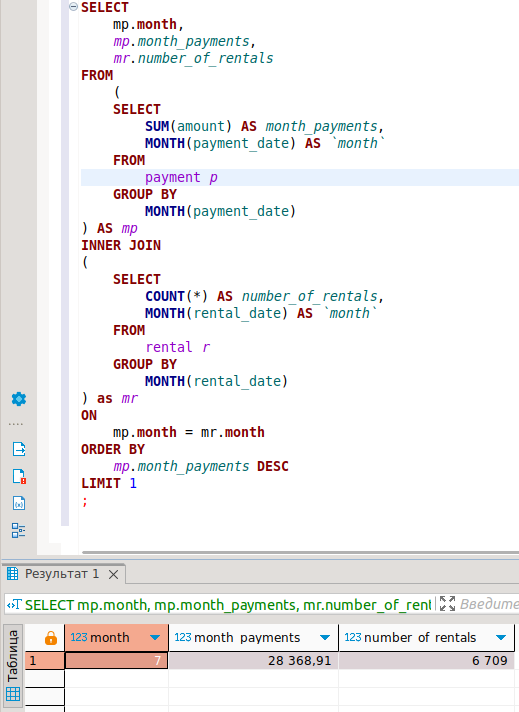 SELECT
mp.month,
mp.month_payments,
mr.number_of_rentals
FROM
(
SELECT
SUM(amount) AS month_payments,
MONTH(payment_date) AS `month`
FROM
payment p
GROUP BY
MONTH(payment_date)
) AS mp
INNER JOIN
(
SELECT
COUNT(*) AS number_of_rentals,
MONTH(rental_date) AS `month`
FROM
rental r
GROUP BY
MONTH(rental_date)
) as mr
ON
mp.month = mr.month
ORDER BY
mp.month_payments DESC
LIMIT 1
;
Результат 1
SELECT mp.month, mp.month_payments, mr.number_of_rent
Введите
Таблица
123 month 123 month_payments 123 number_of_rentals
1 7 28 368,91 6 709